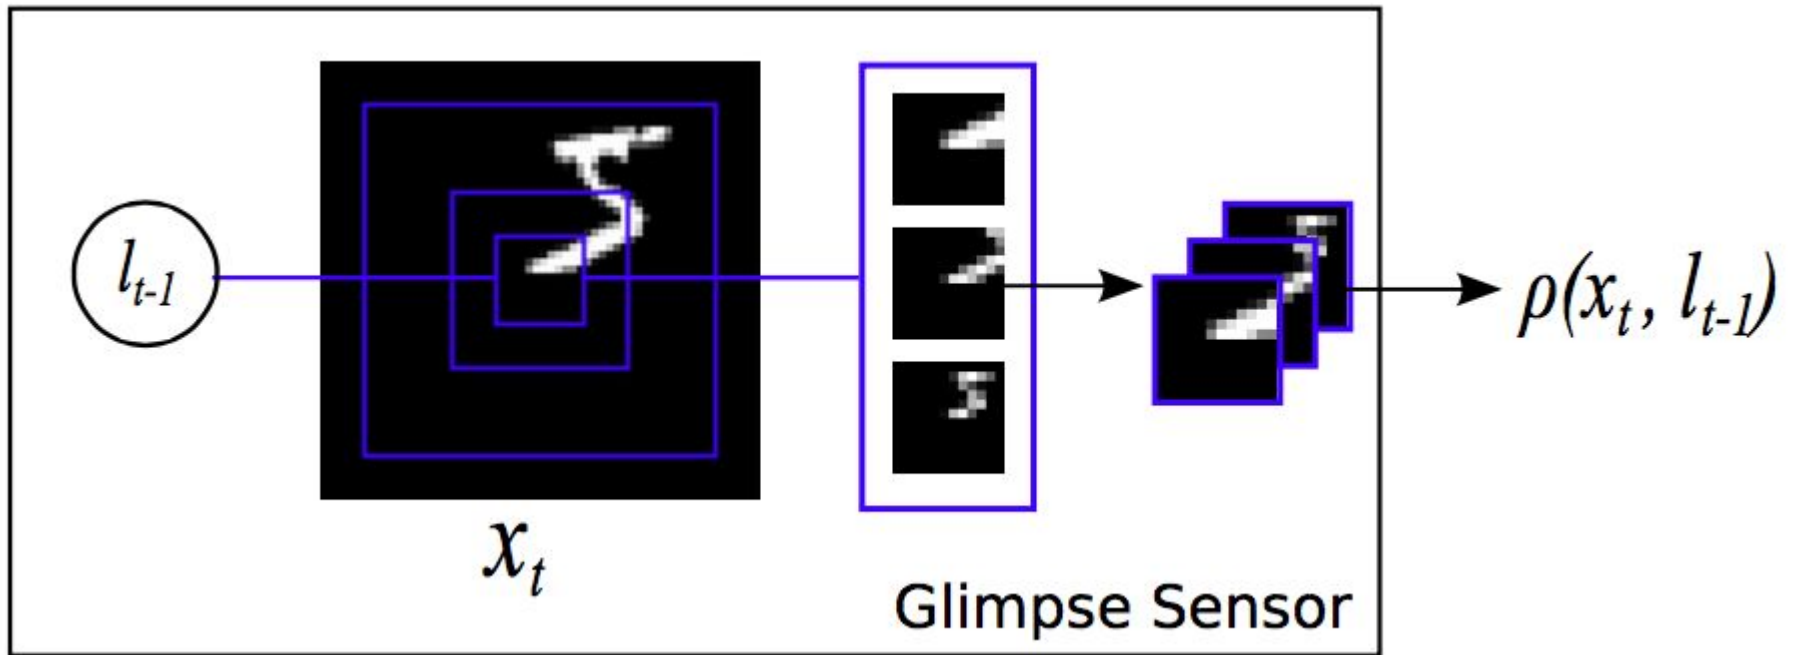 l_{t-1}
x_t
ρ(x_t, l_{t-1})
Glimpse Sensor